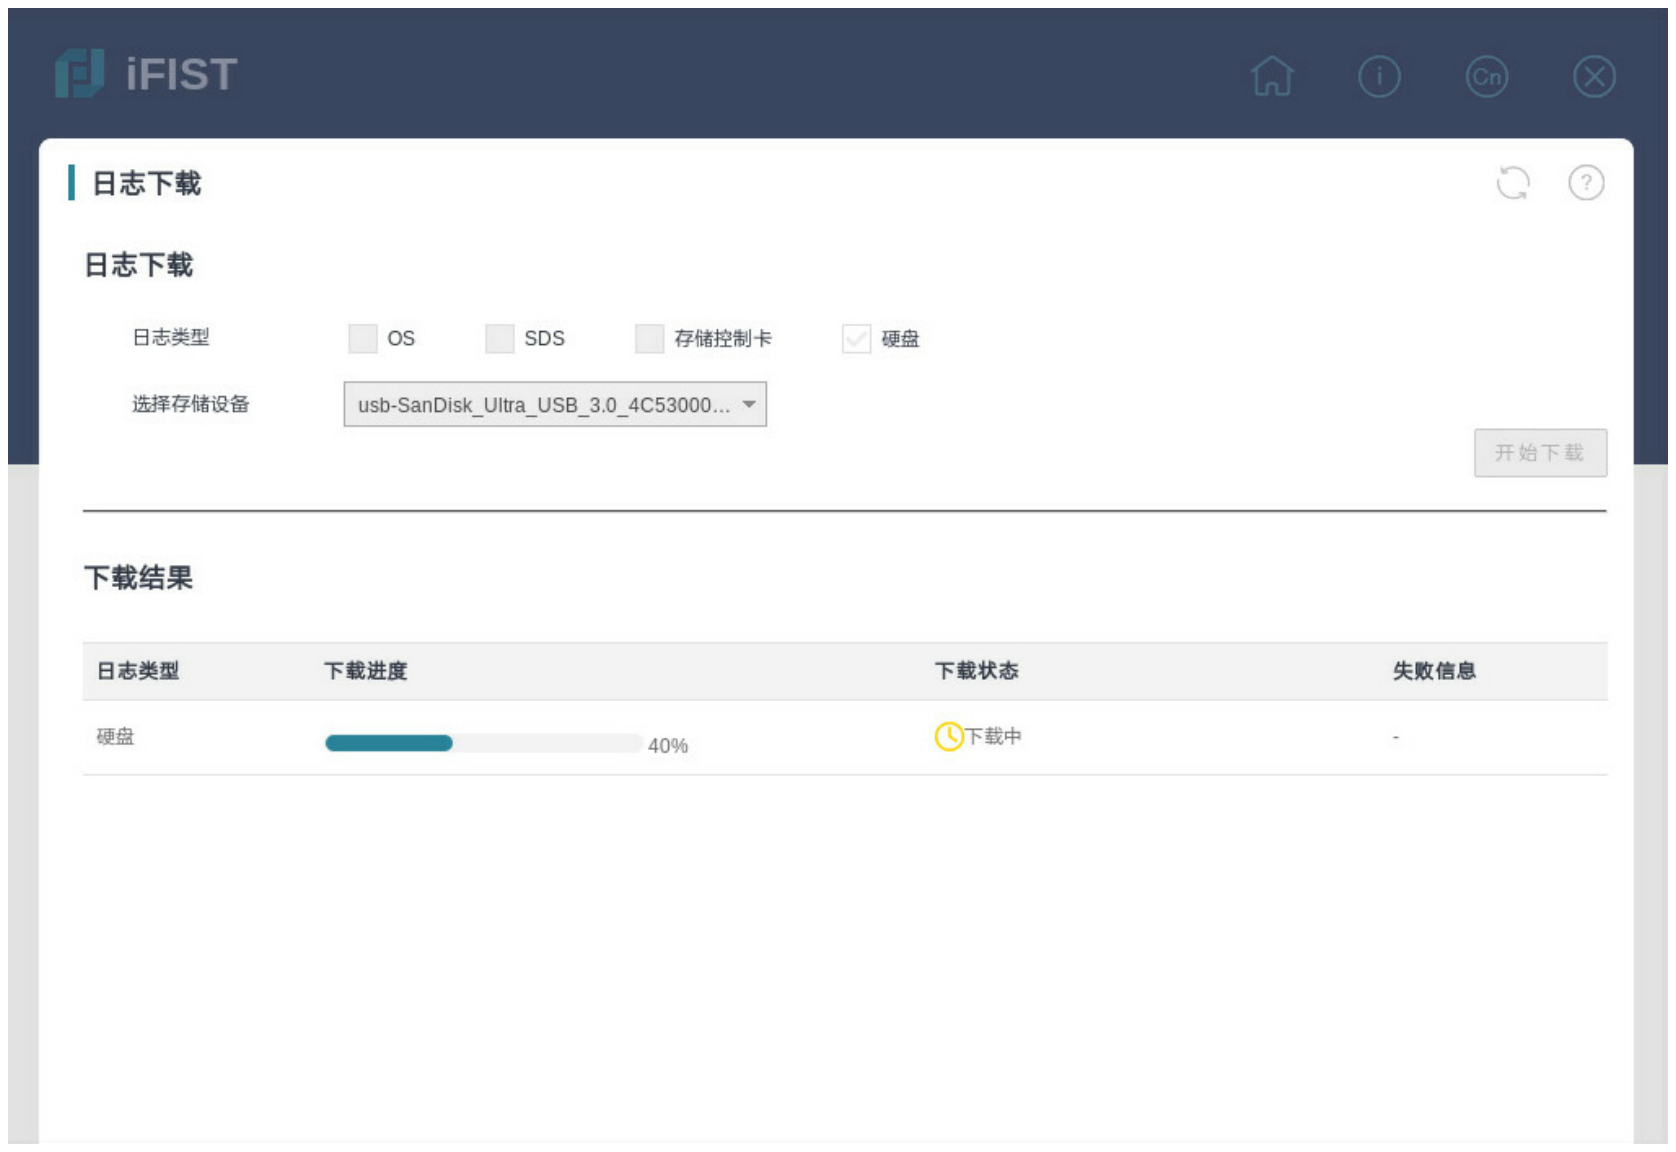 iFIST
Cn
日志下载
日志下载
日志类型 OS SDS 存储控制卡 硬盘
选择存储设备 usb-SanDisk_Ultra_USB_3.0_4C53000...
开始下载
下载结果
日志类型 下载进度 下载状态 失败信息
硬盘 40% 下载中 -